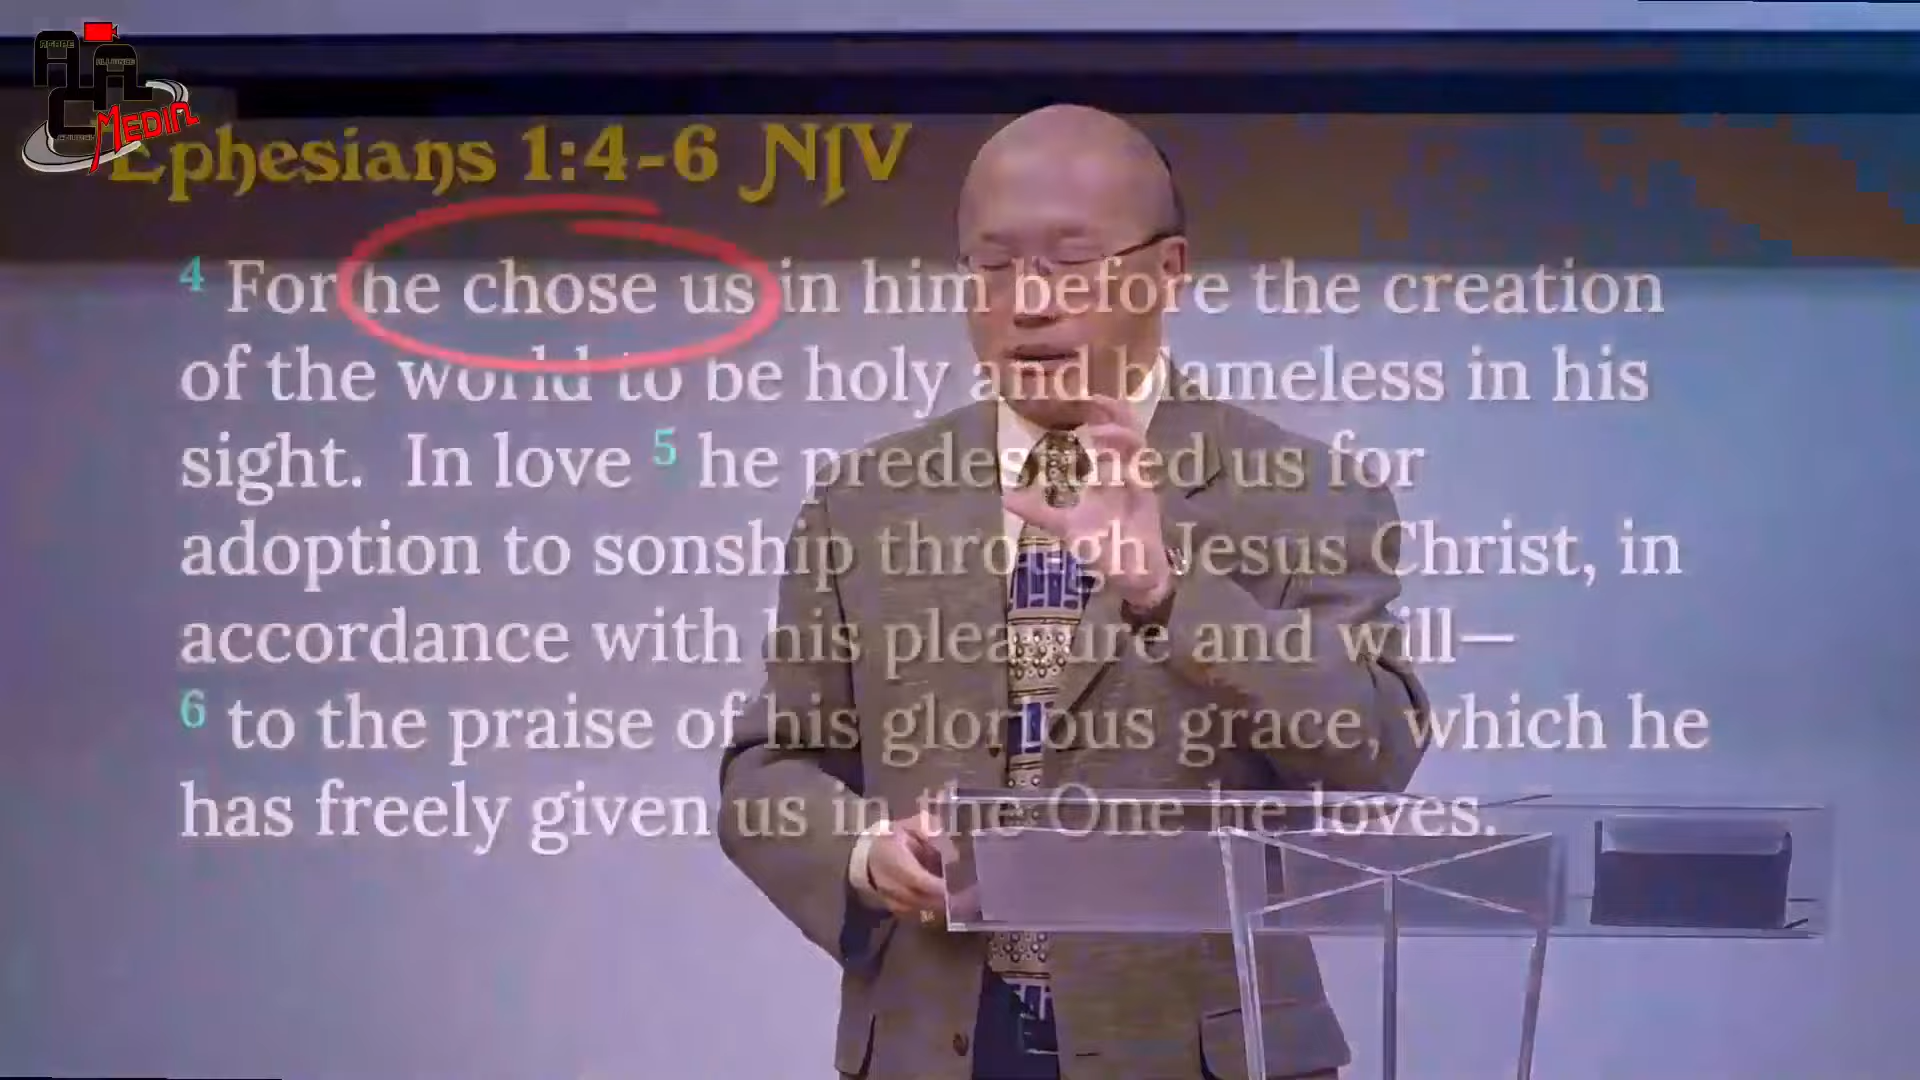 AGAPE
ALLIANCE
CHURCH
MEDIA
Ephesians 1:4-6 NIV
4 For he chose us in him before the creation
of the world to be holy and blameless in his
sight. In love 5 he predestined us for
adoption to sonship through Jesus Christ, in
accordance with his pleasure and will—
6 to the praise of his glorious grace, which he
has freely given us in the One he loves.